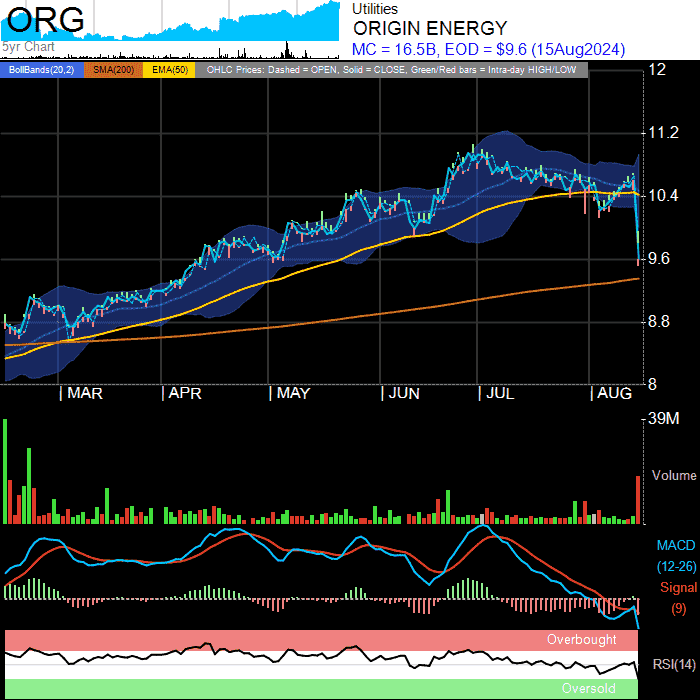 ORG
5yr Chart
Utilities
ORIGIN ENERGY
MC = 16.5B, EOD = $9.6 (15Aug2024)
BollBands(20,2) SMA(200) EMA(50) OHLC Prices: Dashed = OPEN, Solid = CLOSE, Green/Red bars = Intra-day HIGH/LOW
12
11.2
10.4
9.6
8.8
8
MAR APR MAY JUN JUL AUG
39M
Volume
MACD
(12-26)
Signal
(9)
Overbought
RSI(14)
Oversold